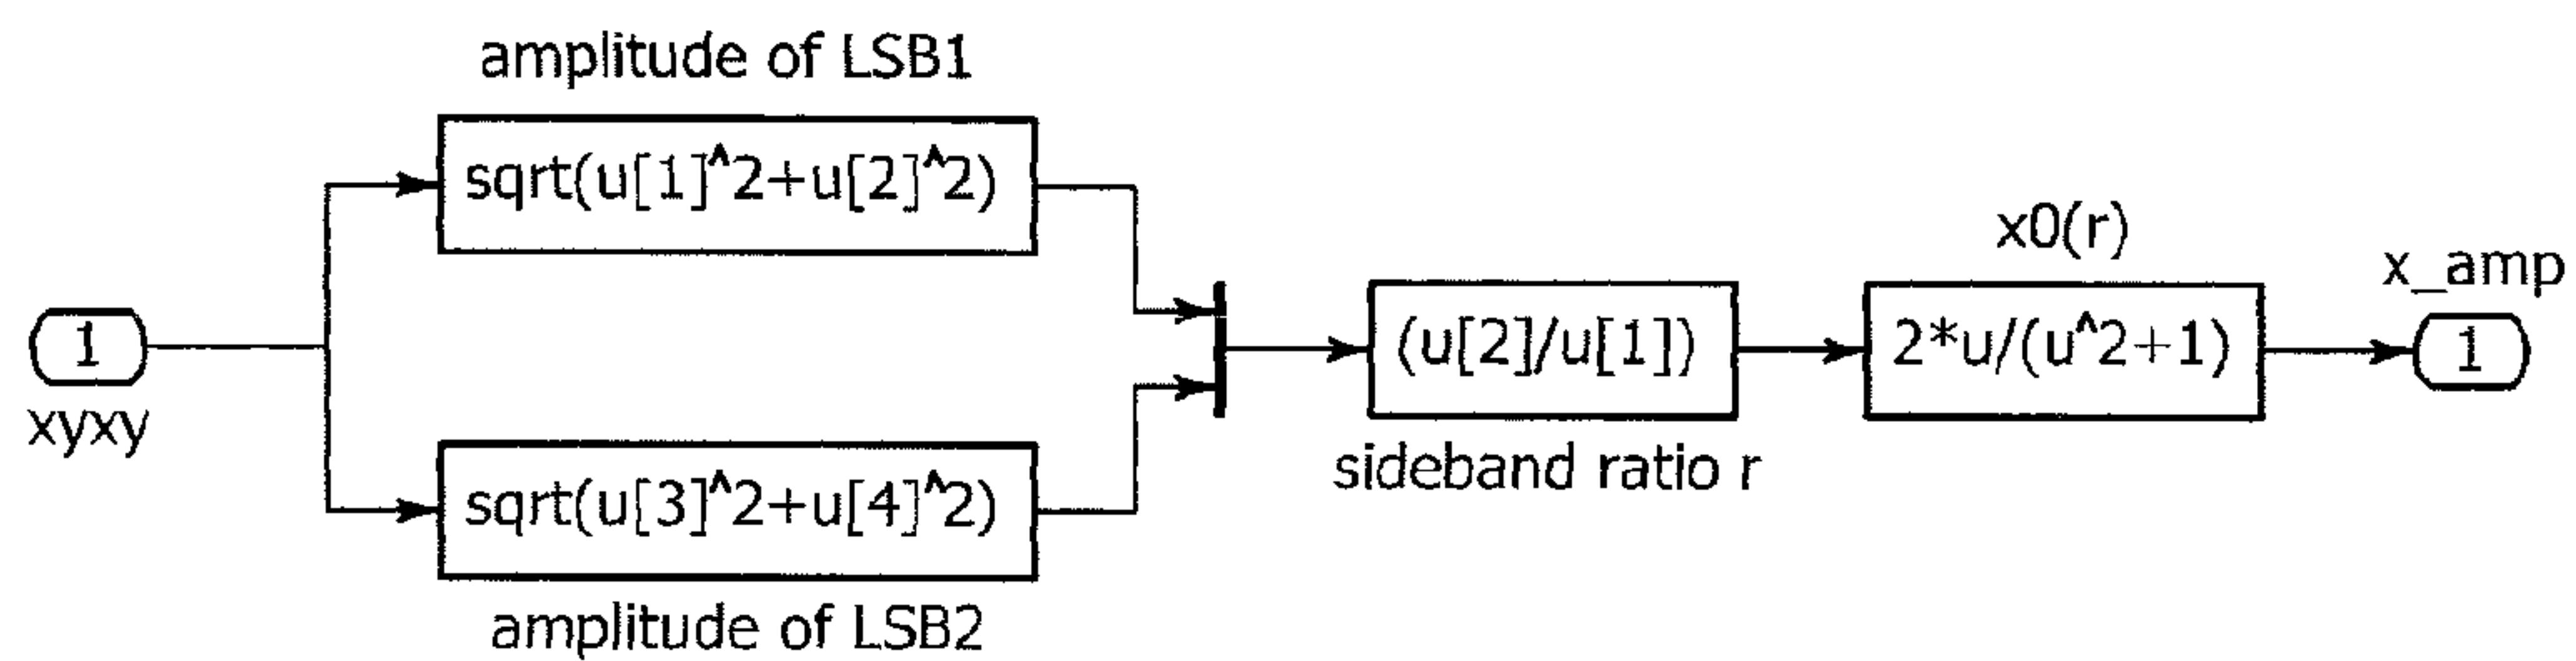 amplitude of LSB1
sqrt(u[1]^2+u[2]^2)
x0(r)
x_amp
1
xyxy
(u[2]/u[1])
2*u/(u^2+1)
1
sideband ratio r
sqrt(u[3]^2+u[4]^2)
amplitude of LSB2